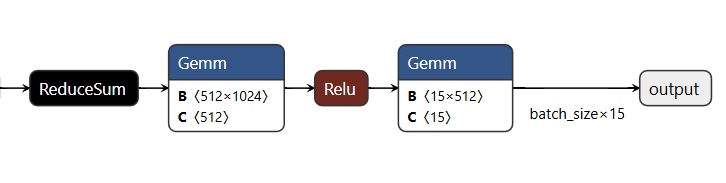 ReduceSum
Gemm
B ⟨512×1024⟩
C ⟨512⟩
Relu
Gemm
B ⟨15×512⟩
C ⟨15⟩
batch_size×15
output